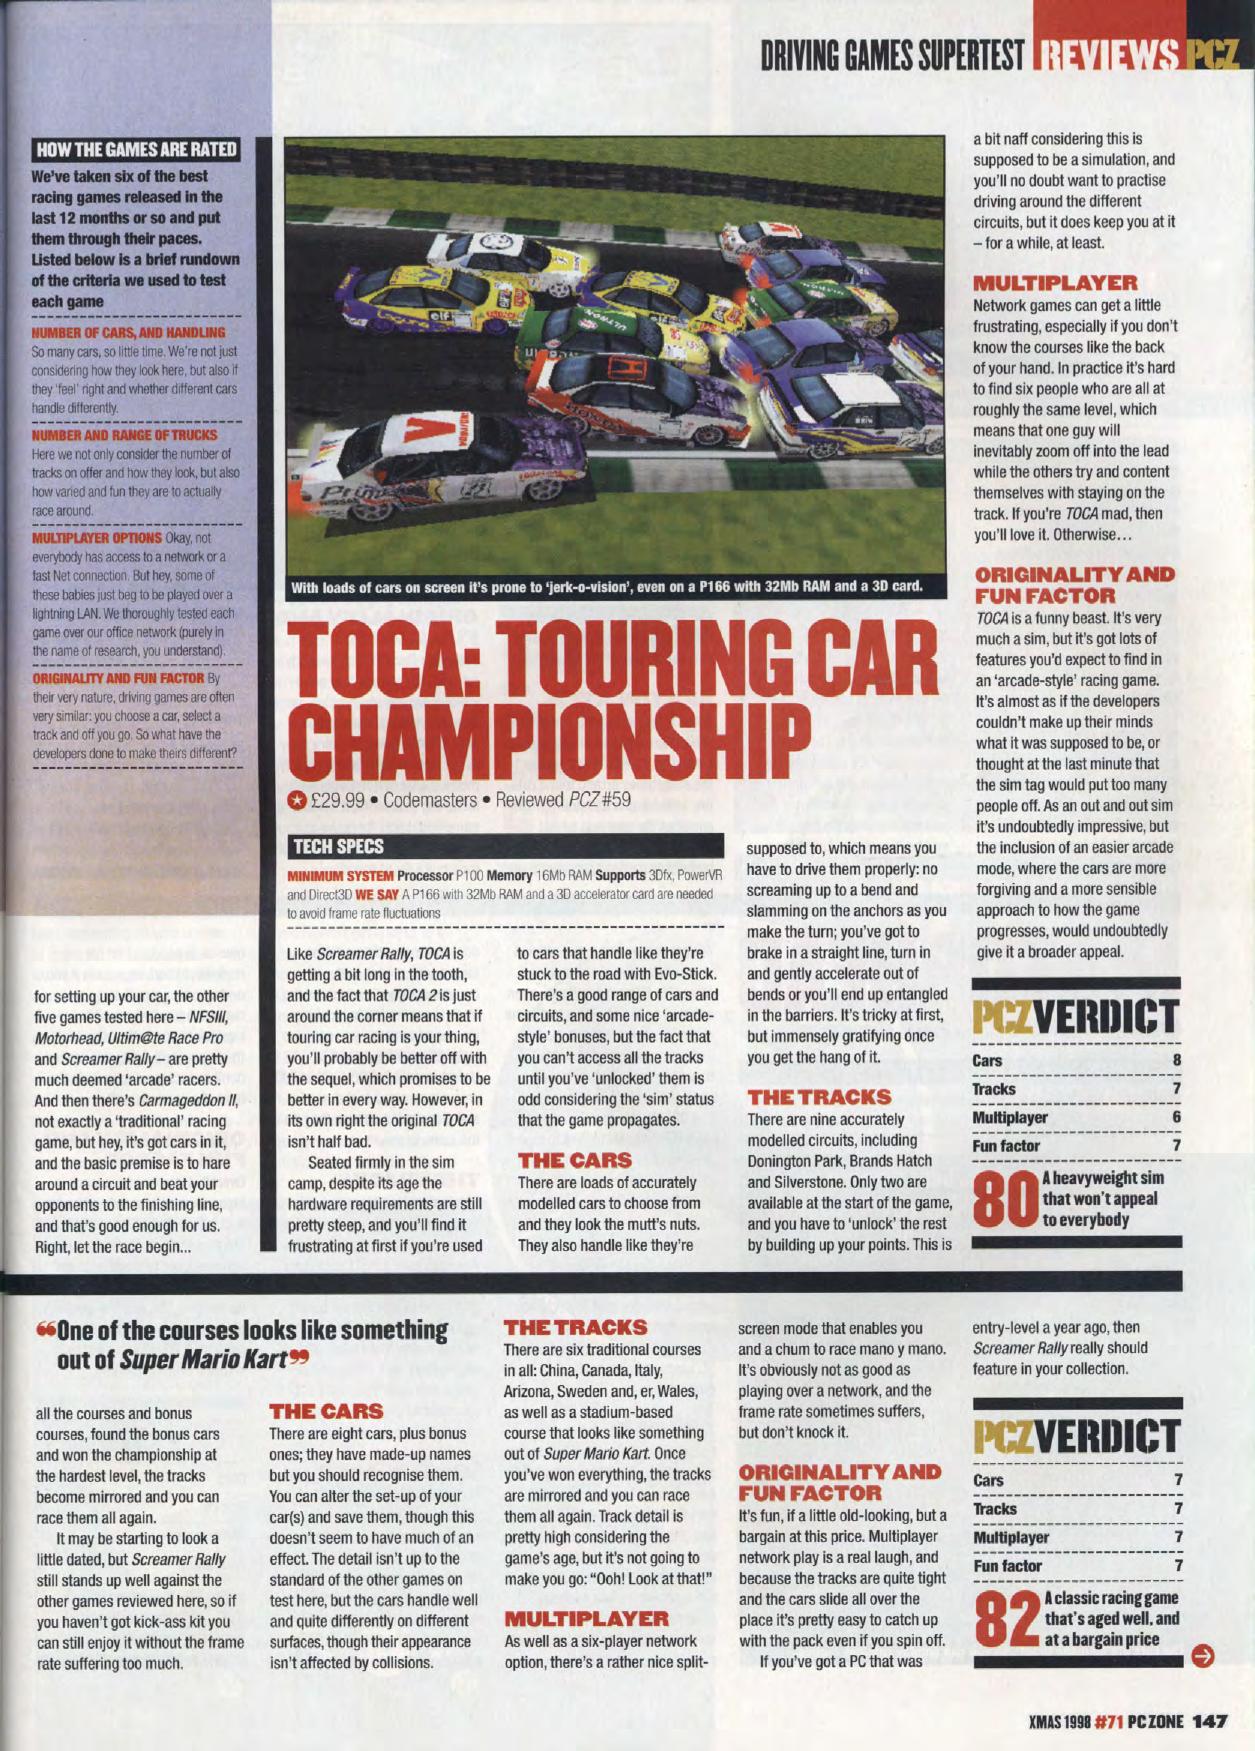 DRIVING GAMES SUPERTEST REVIEWS PCZ
HOW THE GAMES ARE RATED
We've taken six of the best
racing games released in the
last 12 months or so and put
them through their paces.
Listed below is a brief rundown
of the criteria we used to test
each game
NUMBER OF CARS, AND HANDLING
So many cars, so little time. We're not just
considering how they look here, but also if
they 'feel' right and whether different cars
handle differently.
NUMBER AND RANGE OF TRUCKS
Here we not only consider the number of
tracks on offer and how they look, but also
how varied and fun they are to actually
race around.
MULTIPLAYER OPTIONS Okay, not
everybody has access to a network or a
fast Net connection. But hey, some of
these babies just beg to be played over a
lightning LAN. We thoroughly tested each
game over our office network (purely in
the name of research, you understand).
ORIGINALITY AND FUN FACTOR By
their very nature, driving games are often
very similar: you choose a car, select a
track and off you go. So what have the
developers done to make theirs different?
for setting up your car, the other
five games tested here – NFSIII,
Motorhead, Ultim@te Race Pro
and Screamer Rally – are pretty
much deemed 'arcade' racers.
And then there's Carmageddon II,
not exactly a 'traditional' racing
game, but hey, it's got cars in it,
and the basic premise is to hare
around a circuit and beat your
opponents to the finishing line,
and that's good enough for us.
Right, let the race begin...
With loads of cars on screen it's prone to 'jerk-o-vision', even on a P166 with 32Mb RAM and a 3D card.
TOCA: TOURING CAR
CHAMPIONSHIP
£29.99 • Codemasters • Reviewed PCZ #59
TECH SPECS
MINIMUM SYSTEM Processor P100 Memory 16Mb RAM Supports 3Dfx, PowerVR
and Direct3D WE SAY A P166 with 32Mb RAM and a 3D accelerator card are needed
to avoid frame rate fluctuations
Like Screamer Rally, TOCA is
getting a bit long in the tooth,
and the fact that TOCA 2 is just
around the corner means that if
touring car racing is your thing,
you'll probably be better off with
the sequel, which promises to be
better in every way. However, in
its own right the original TOCA
isn't half bad.
Seated firmly in the sim
camp, despite its age the
hardware requirements are still
pretty steep, and you'll find it
frustrating at first if you're used
to cars that handle like they're
stuck to the road with Evo-Stick.
There's a good range of cars and
circuits, and some nice 'arcade-
style' bonuses, but the fact that
you can't access all the tracks
until you've 'unlocked' them is
odd considering the 'sim' status
that the game propagates.
THE CARS
There are loads of accurately
modelled cars to choose from
and they look the mutt's nuts.
They also handle like they're
supposed to, which means you
have to drive them properly: no
screaming up to a bend and
slamming on the anchors as you
make the turn; you've got to
brake in a straight line, turn in
and gently accelerate out of
bends or you'll end up entangled
in the barriers. It's tricky at first,
but immensely gratifying once
you get the hang of it.
THE TRACKS
There are nine accurately
modelled circuits, including
Donington Park, Brands Hatch
and Silverstone. Only two are
available at the start of the game,
and you have to 'unlock' the rest
by building up your points. This is
a bit naff considering this is
supposed to be a simulation, and
you'll no doubt want to practise
driving around the different
circuits, but it does keep you at it
– for a while, at least.
MULTIPLAYER
Network games can get a little
frustrating, especially if you don't
know the courses like the back
of your hand. In practice it's hard
to find six people who are all at
roughly the same level, which
means that one guy will
inevitably zoom off into the lead
while the others try and content
themselves with staying on the
track. If you're TOCA mad, then
you'll love it. Otherwise...
ORIGINALITY AND
FUN FACTOR
TOCA is a funny beast. It's very
much a sim, but it's got lots of
features you'd expect to find in
an 'arcade-style' racing game.
It's almost as if the developers
couldn't make up their minds
what it was supposed to be, or
thought at the last minute that
the sim tag would put too many
people off. As an out and out sim
it's undoubtedly impressive, but
the inclusion of an easier arcade
mode, where the cars are more
forgiving and a more sensible
approach to how the game
progresses, would undoubtedly
give it a broader appeal.
PCZVERDICT
Cars 8
Tracks 7
Multiplayer 6
Fun factor 7
80 A heavyweight sim
that won't appeal
to everybody
“One of the courses looks like something
out of Super Mario Kart”
all the courses and bonus
courses, found the bonus cars
and won the championship at
the hardest level, the tracks
become mirrored and you can
race them all again.
It may be starting to look a
little dated, but Screamer Rally
still stands up well against the
other games reviewed here, so if
you haven't got kick-ass kit you
can still enjoy it without the frame
rate suffering too much.
THE CARS
There are eight cars, plus bonus
ones; they have made-up names
but you should recognise them.
You can alter the set-up of your
car(s) and save them, though this
doesn't seem to have much of an
effect. The detail isn't up to the
standard of the other games on
test here, but the cars handle well
and quite differently on different
surfaces, though their appearance
isn't affected by collisions.
THE TRACKS
There are six traditional courses
in all: China, Canada, Italy,
Arizona, Sweden and, er, Wales,
as well as a stadium-based
course that looks like something
out of Super Mario Kart. Once
you've won everything, the tracks
are mirrored and you can race
them all again. Track detail is
pretty high considering the
game's age, but it's not going to
make you go: "Ooh! Look at that!"
MULTIPLAYER
As well as a six-player network
option, there's a rather nice split-
screen mode that enables you
and a chum to race mano y mano.
It's obviously not as good as
playing over a network, and the
frame rate sometimes suffers,
but don't knock it.
ORIGINALITY AND
FUN FACTOR
It's fun, if a little old-looking, but a
bargain at this price. Multiplayer
network play is a real laugh, and
because the tracks are quite tight
and the cars slide all over the
place it's pretty easy to catch up
with the pack even if you spin off.
If you've got a PC that was
entry-level a year ago, then
Screamer Rally really should
feature in your collection.
PCZVERDICT
Cars 7
Tracks 7
Multiplayer 7
Fun factor 7
82 A classic racing game
that's aged well, and
at a bargain price
XMAS 1998 #71 PC ZONE 147